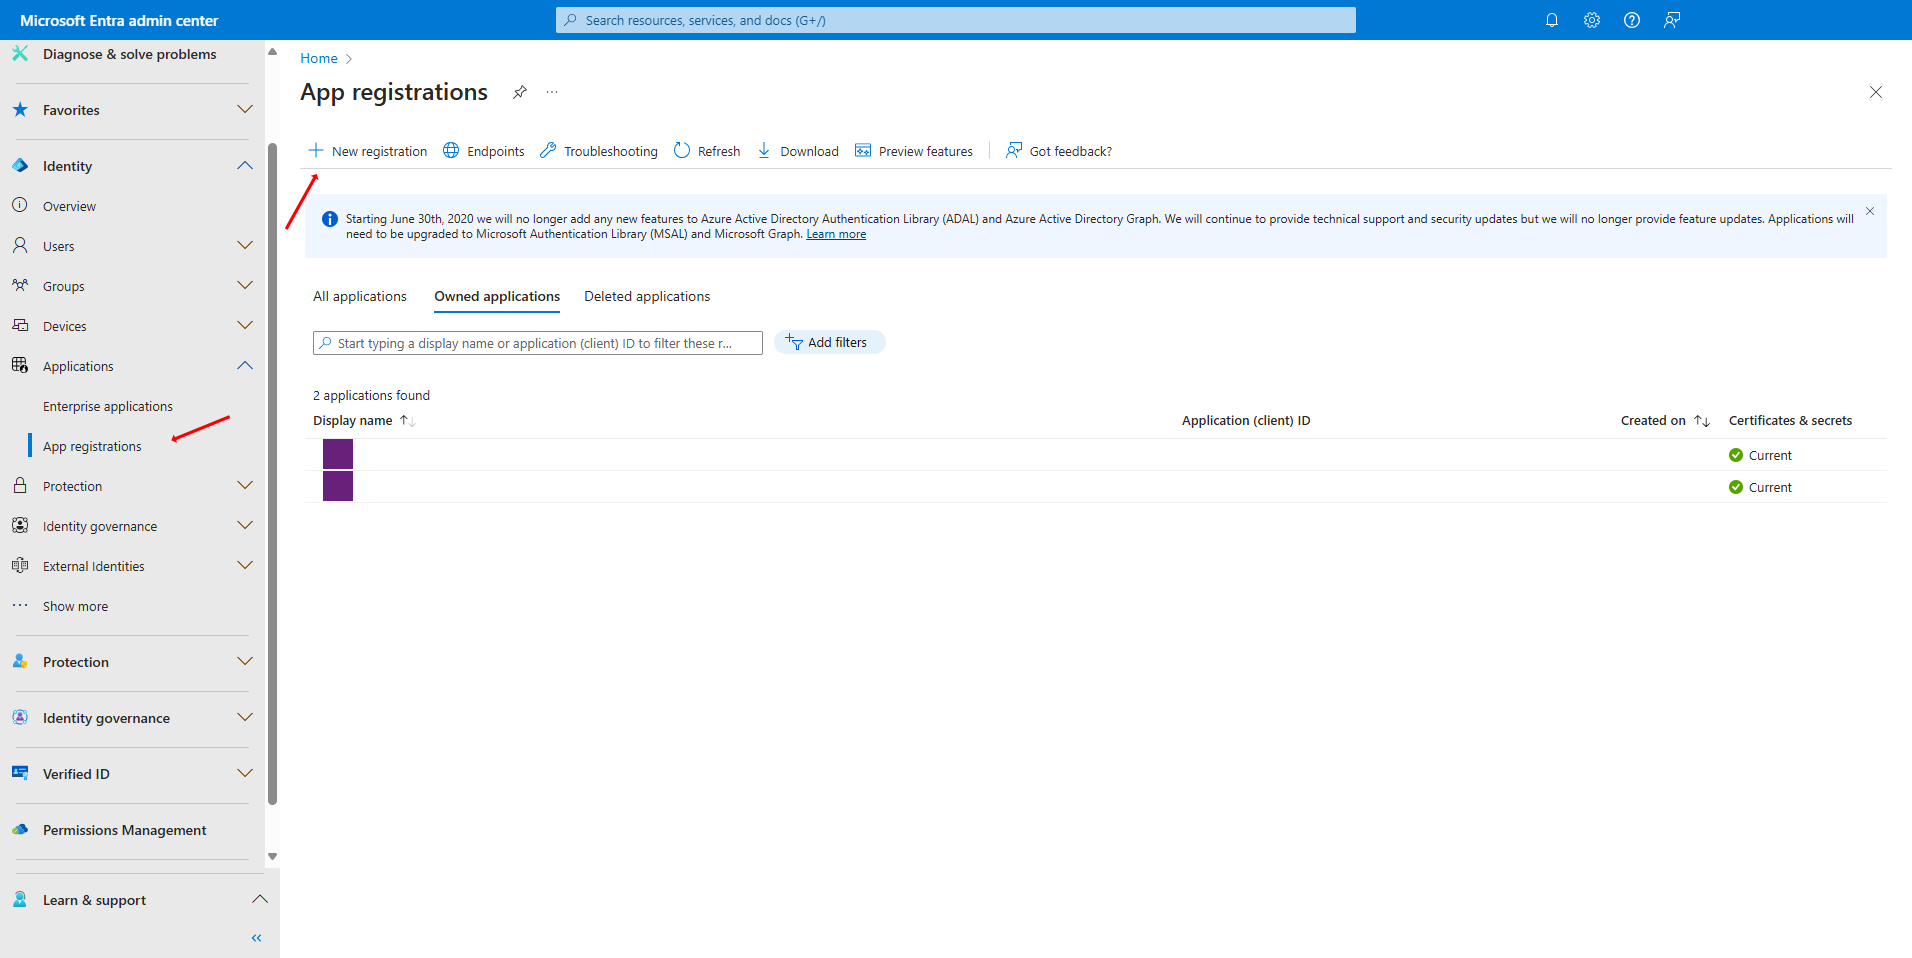 Microsoft Entra admin center
Search resources, services, and docs (G+/)
Diagnose & solve problems
Favorites
Identity
Overview
Users
Groups
Devices
Applications
Enterprise applications
App registrations
Protection
Identity governance
External Identities
Show more
Protection
Identity governance
Verified ID
Permissions Management
Learn & support
Home
App registrations
New registration
Endpoints
Troubleshooting
Refresh
Download
Preview features
Got feedback?
Starting June 30th, 2020 we will no longer add any new features to Azure Active Directory Authentication Library (ADAL) and Azure Active Directory Graph. We will continue to provide technical support and security updates but we will no longer provide feature updates. Applications will
need to be upgraded to Microsoft Authentication Library (MSAL) and Microsoft Graph. Learn more
All applications
Owned applications
Deleted applications
Start typing a display name or application (client) ID to filter these r...
Add filters
2 applications found
Display name
Application (client) ID
Created on
Certificates & secrets
Current
Current